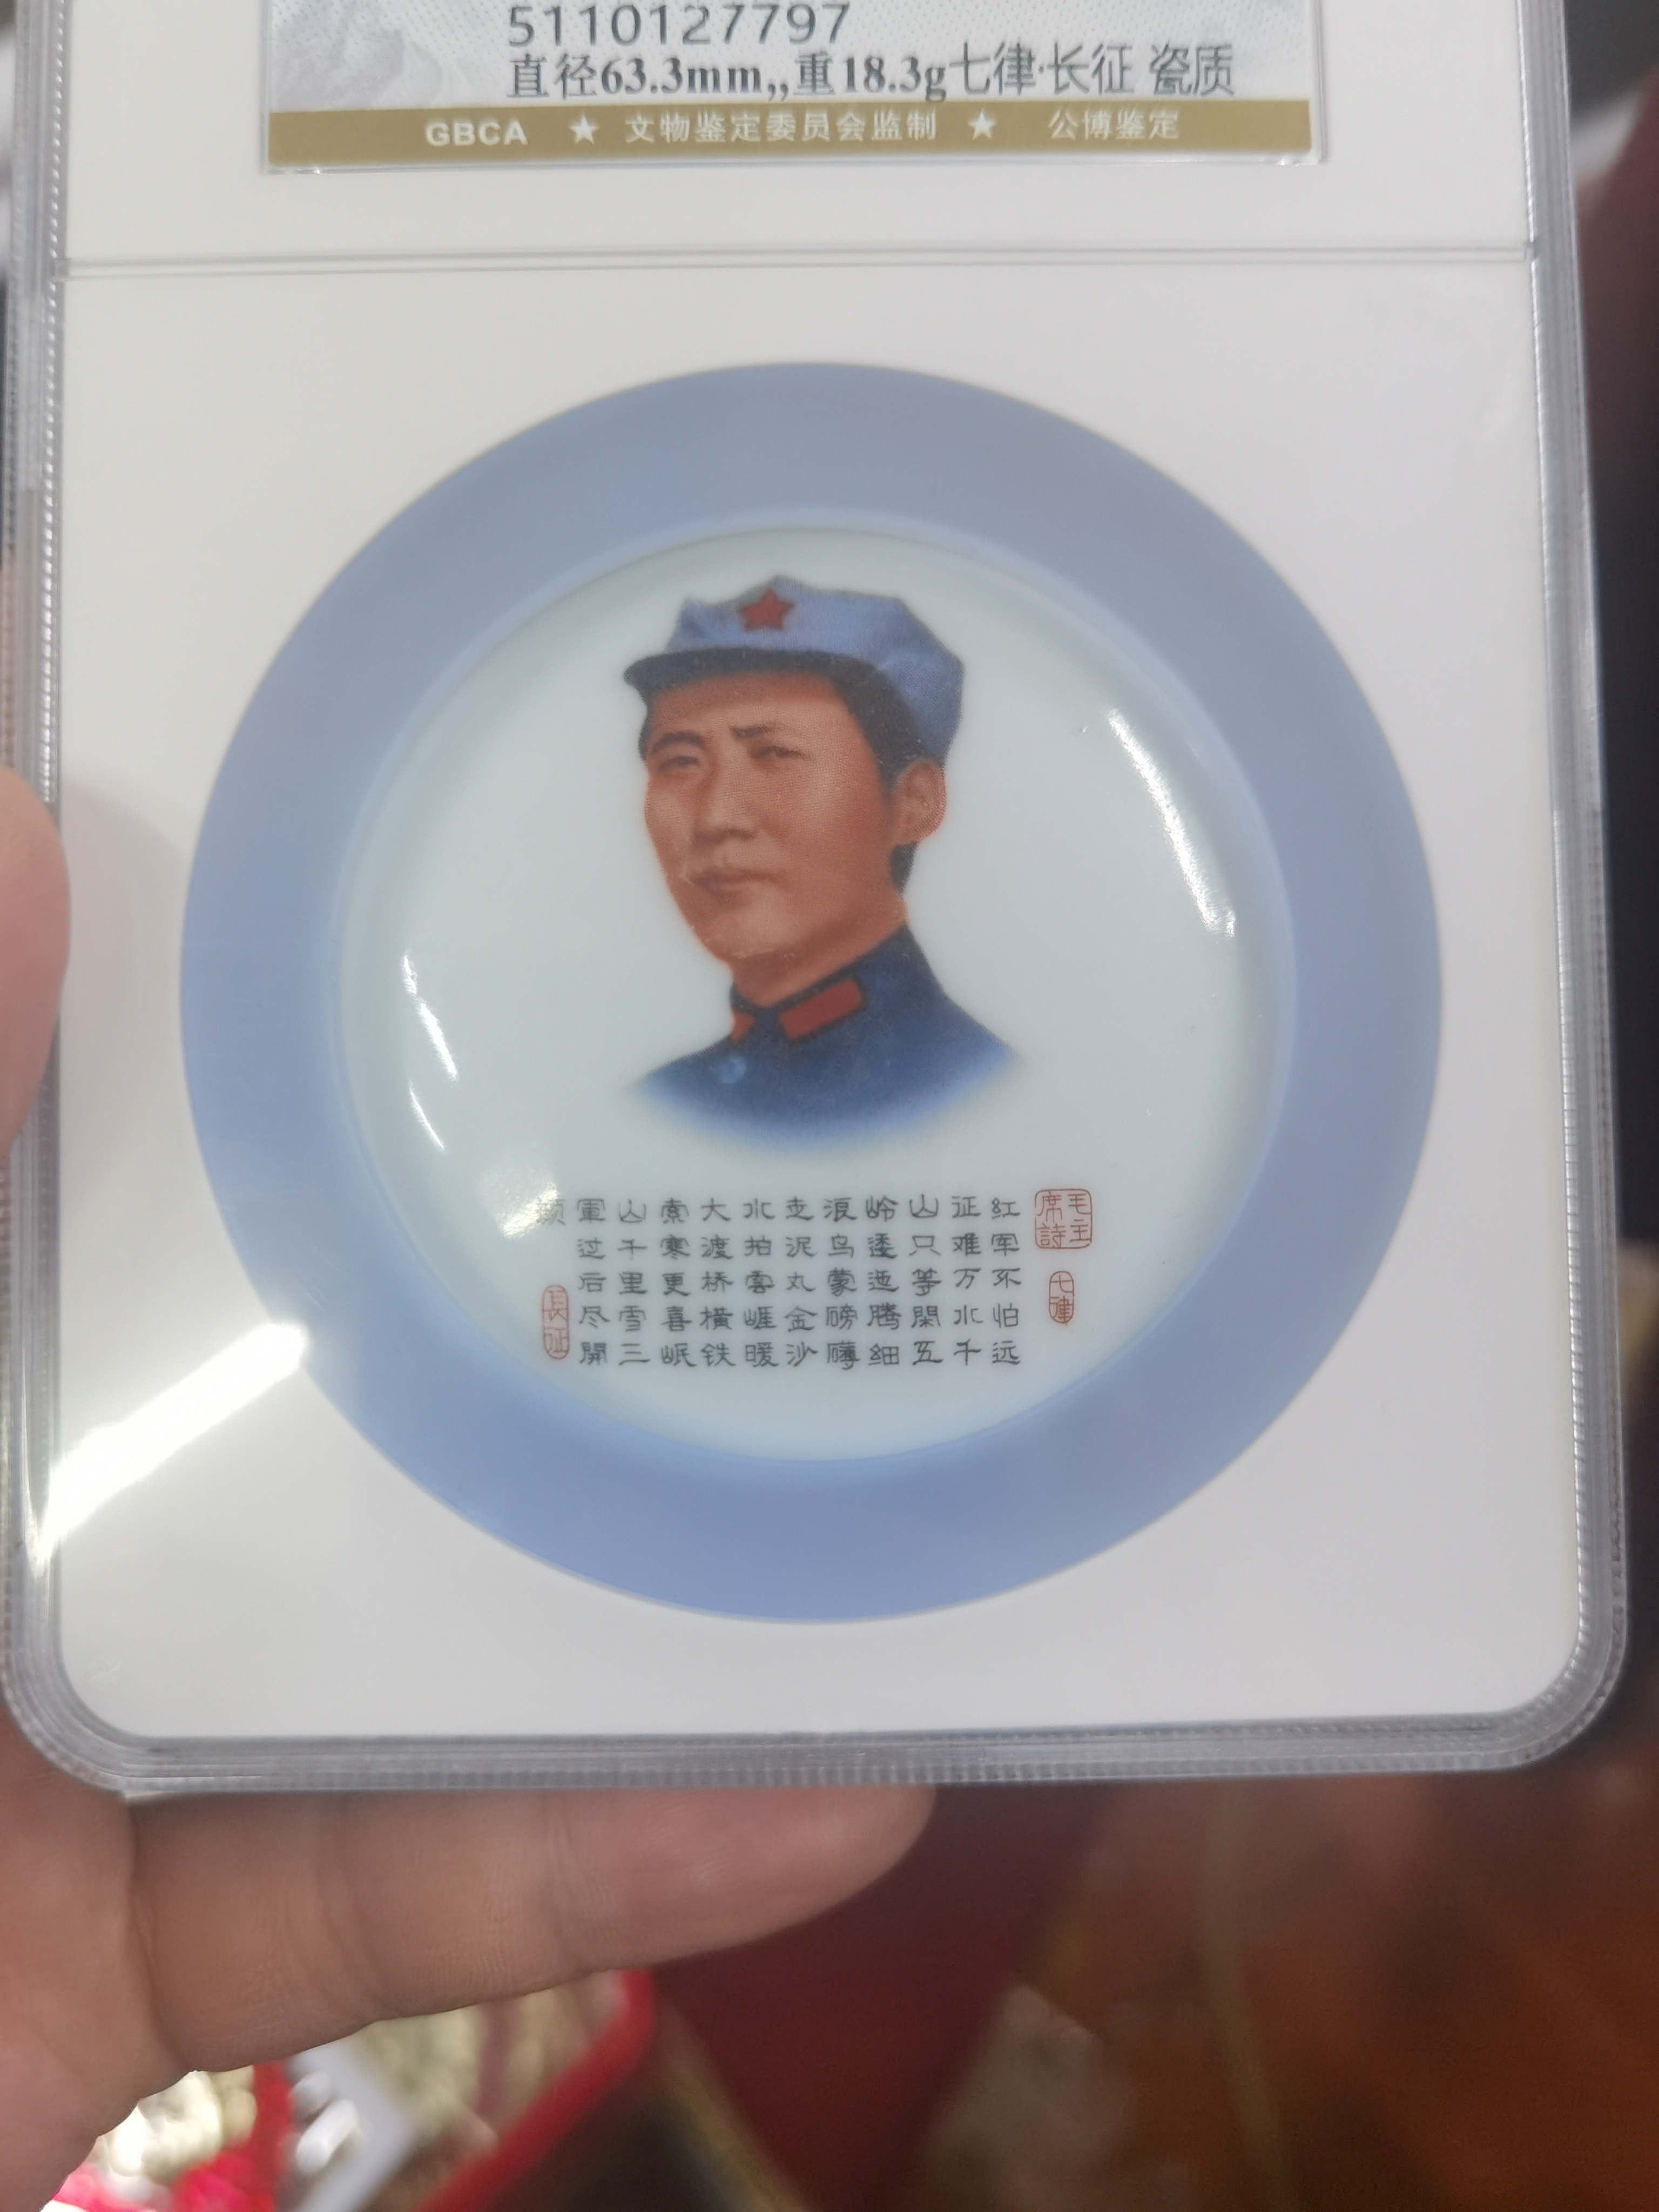 5110127797
直径63.3mm,,重18.3g七律·长征 瓷质
GBCA ★ 文物鉴定委员会监制 ★ 公博鉴定
毛主
席詩
七律
红军不怕远
征难万水千
山只等閑五
岭逶迤腾细
浪乌蒙磅礴
走泥丸金沙
水拍雲崖暖
大渡桥横铁
索寒更喜岷
山千里雪三
軍过后尽開
颜
長征